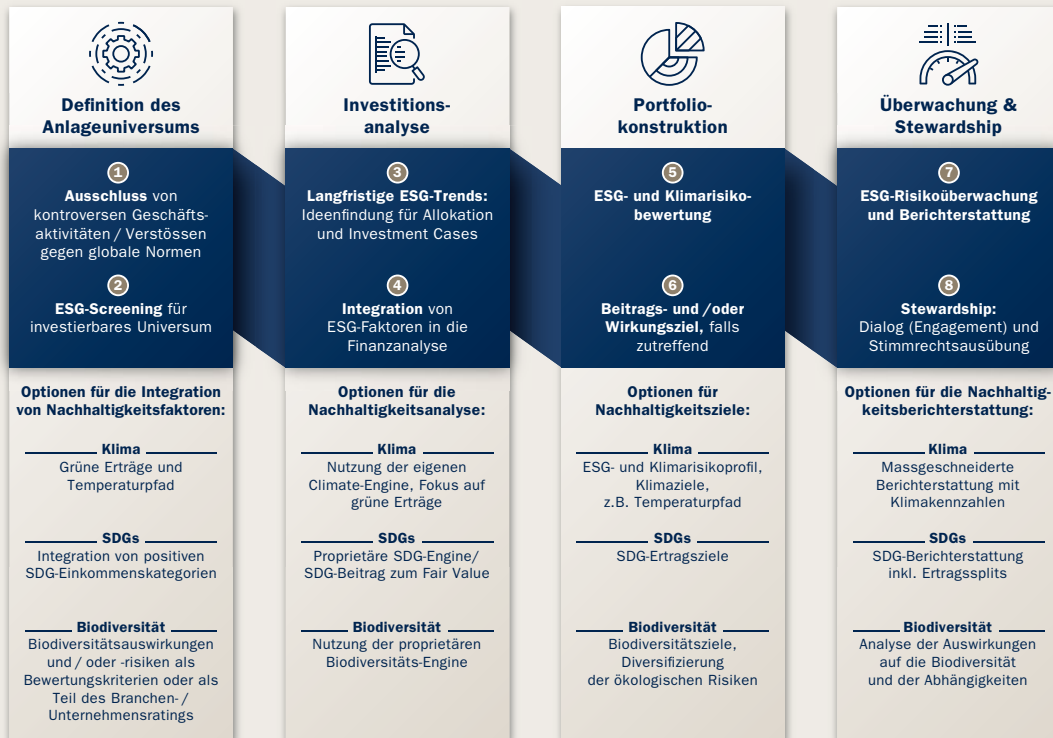 Definition des
Anlageuniversums
1
Ausschluss von
kontroversen Geschäfts-
aktivitäten / Verstössen
gegen globale Normen
2
ESG-Screening für
investierbares Universum
Optionen für die Integration
von Nachhaltigkeitsfaktoren:
Klima
Grüne Erträge und
Temperaturpfad
SDGs
Integration von positiven
SDG-Einkommenskategorien
Biodiversität
Biodiversitätsauswirkungen
und / oder -risiken als
Bewertungskriterien oder als
Teil des Branchen- /
Unternehmensratings
Investitions-
analyse
3
Langfristige ESG-Trends:
Ideenfindung für Allokation
und Investment Cases
4
Integration von
ESG-Faktoren in die
Finanzanalyse
Optionen für die
Nachhaltigkeitsanalyse:
Klima
Nutzung der eigenen
Climate-Engine, Fokus auf
grüne Erträge
SDGs
Proprietäre SDG-Engine/
SDG-Beitrag zum Fair Value
Biodiversität
Nutzung der proprietären
Biodiversitäts-Engine
Portfolio-
konstruktion
5
ESG- und Klimarisiko-
bewertung
6
Beitrags- und /oder
Wirkungsziel, falls
zutreffend
Optionen für
Nachhaltigkeitsziele:
Klima
ESG- und Klimarisikoprofil,
Klimaziele,
z.B. Temperaturpfad
SDGs
SDG-Ertragsziele
Biodiversität
Biodiversitätsziele,
Diversifizierung
der ökologischen Risiken
Überwachung &
Stewardship
7
ESG-Risikoüberwachung
und Berichterstattung
8
Stewardship:
Dialog (Engagement) und
Stimmrechtsausübung
Optionen für die Nachhaltig-
keitsberichterstattung:
Klima
Massgeschneiderte
Berichterstattung mit
Klimakennzahlen
SDGs
SDG-Berichterstattung
inkl. Ertragssplits
Biodiversität
Analyse der Auswirkungen
auf die Biodiversität
und der Abhängigkeiten